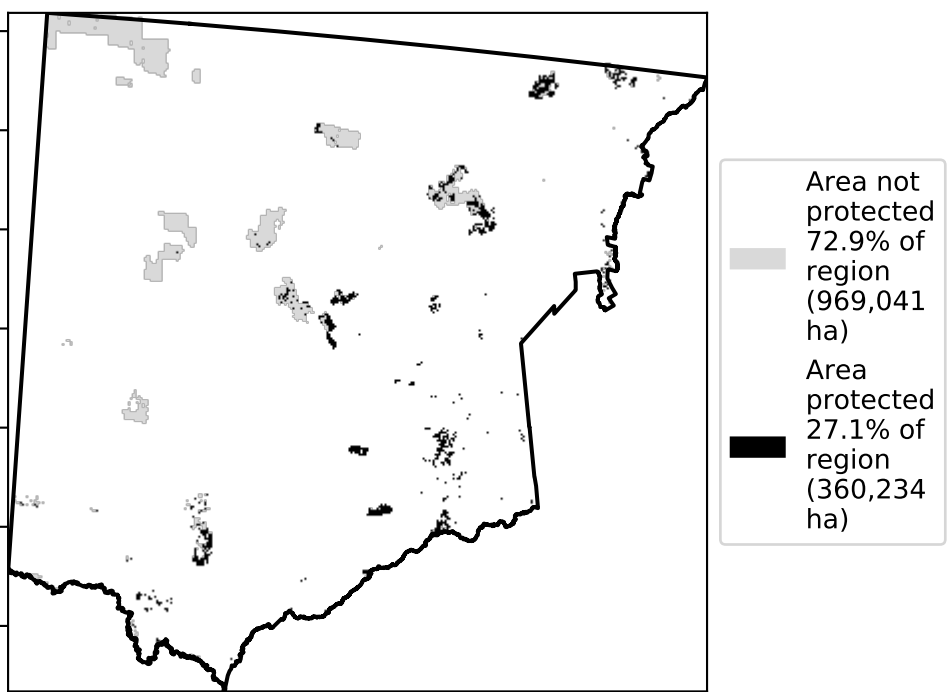 Area not
protected
72.9% of
region
(969,041
ha)
Area
protected
27.1% of
region
(360,234
ha)